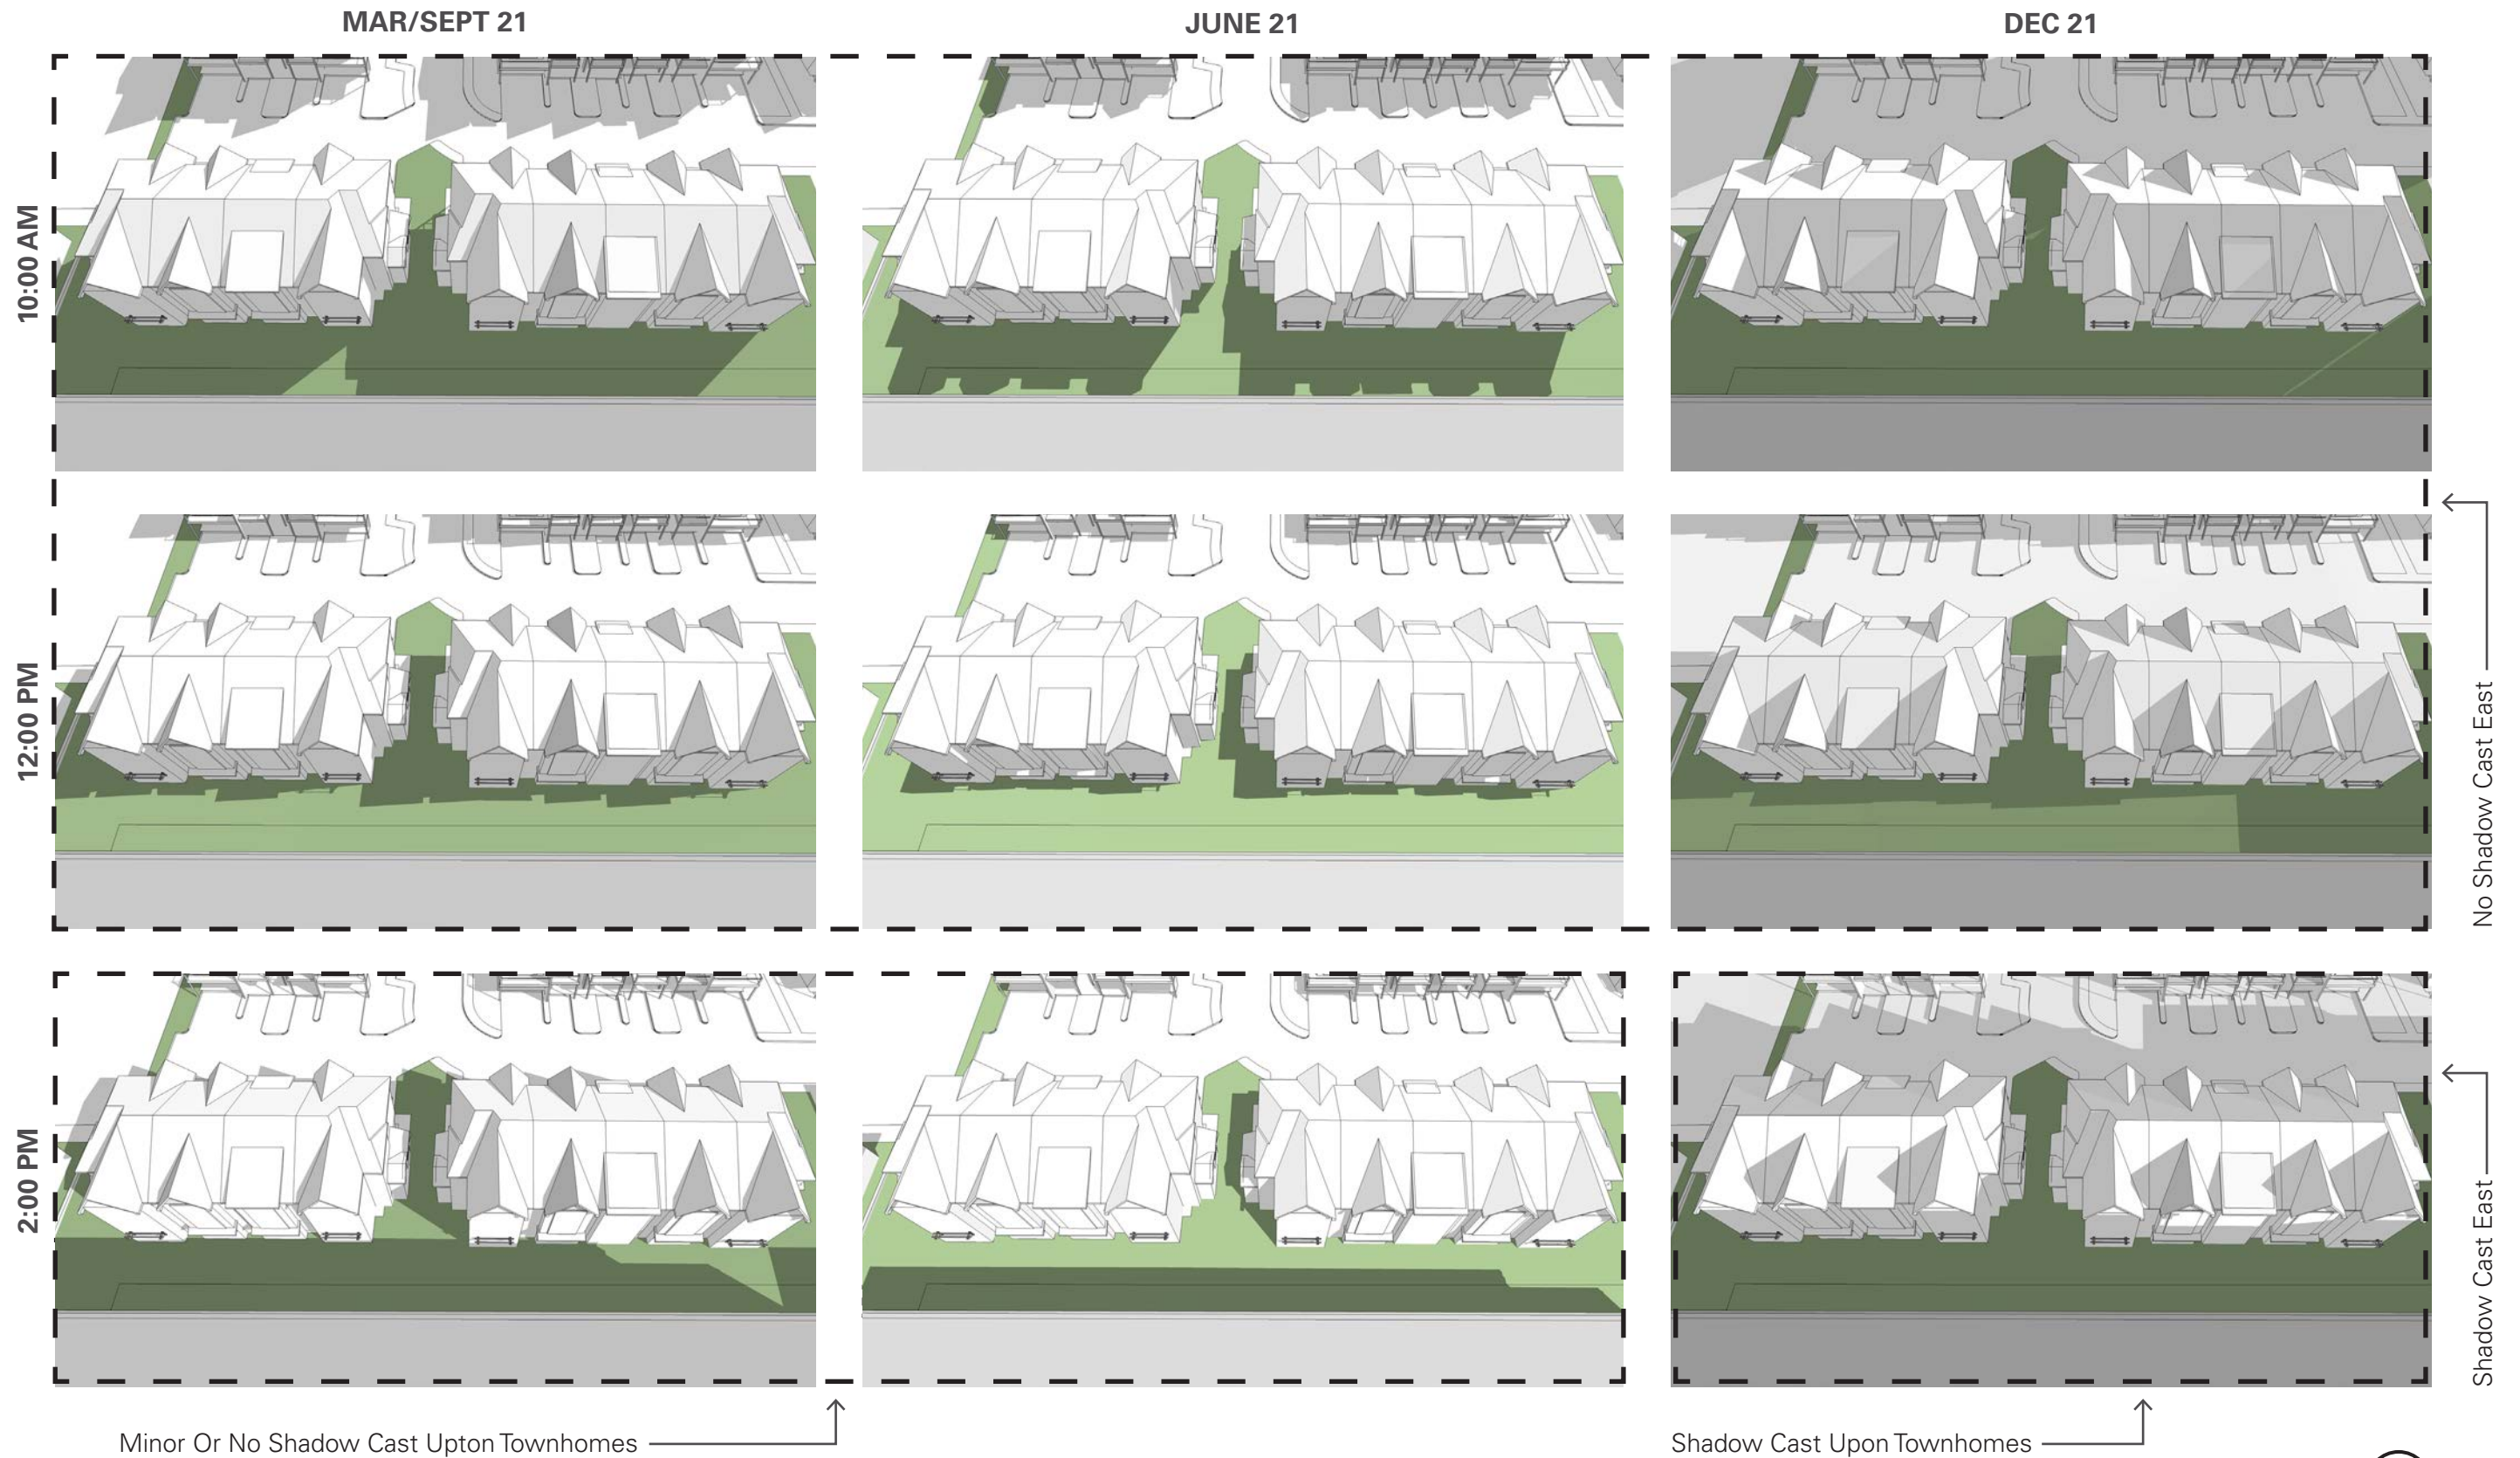 MAR/SEPT 21
JUNE 21
DEC 21
10:00 AM
12:00 PM
2:00 PM
No Shadow Cast East
Shadow Cast East
Minor Or No Shadow Cast Upton Townhomes
Shadow Cast Upon Townhomes